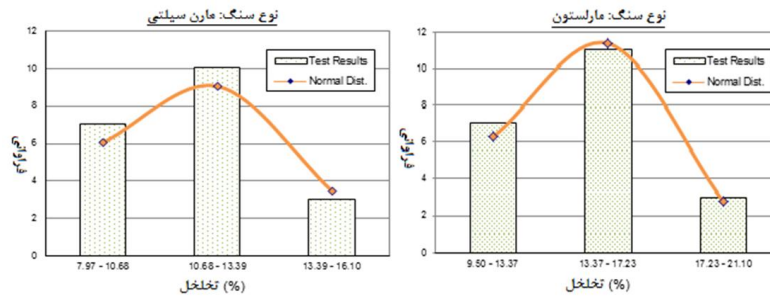 نوع سنگ: مارن سیلتی
12
10
8
6
4
2
0
فراوانی
Test Results
Normal Dist.
7.97 - 10.68
10.68 - 13.39
13.39 - 16.10
تخلخل (%)
نوع سنگ: مارلستون
12
10
8
6
4
2
0
فراوانی
Test Results
Normal Dist.
9.50 - 13.37
13.37 - 17.23
17.23 - 21.10
تخلخل (%)